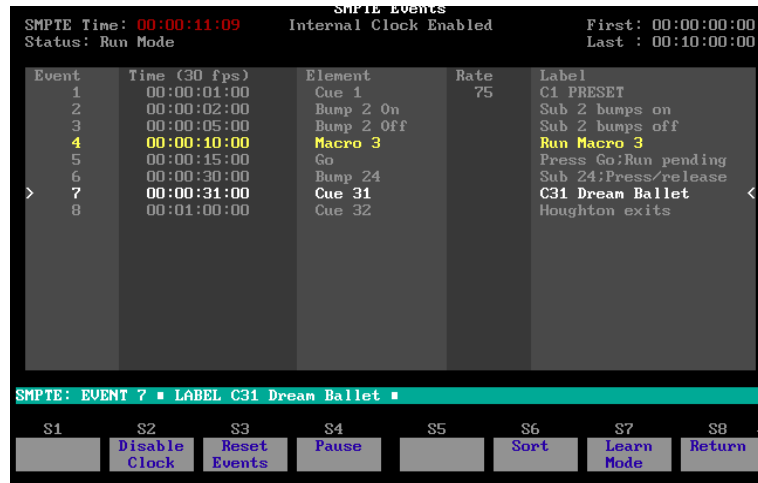 SMPTE Events
SMPTE Time: 00:00:11:09 Internal Clock Enabled First: 00:00:00:00
Status: Run Mode Last : 00:10:00:00
Event Time (30 fps) Element Rate Label
1 00:00:01:00 Cue 1 75 C1 PRESET
2 00:00:02:00 Bump 2 On Sub 2 bumps on
3 00:00:05:00 Bump 2 Off Sub 2 bumps off
4 00:00:10:00 Macro 3 Run Macro 3
5 00:00:15:00 Go Press Go;Run pending
6 00:00:30:00 Bump 24 Sub 24;Press/release
> 7 00:00:31:00 Cue 31 C31 Dream Ballet <
8 00:01:00:00 Cue 32 Houghton exits
SMPTE: EVENT 7 ▪ LABEL C31 Dream Ballet ▪
S1 S2 S3 S4 S5 S6 S7 S8
Disable Reset Pause Sort Learn Return
Clock Events Mode